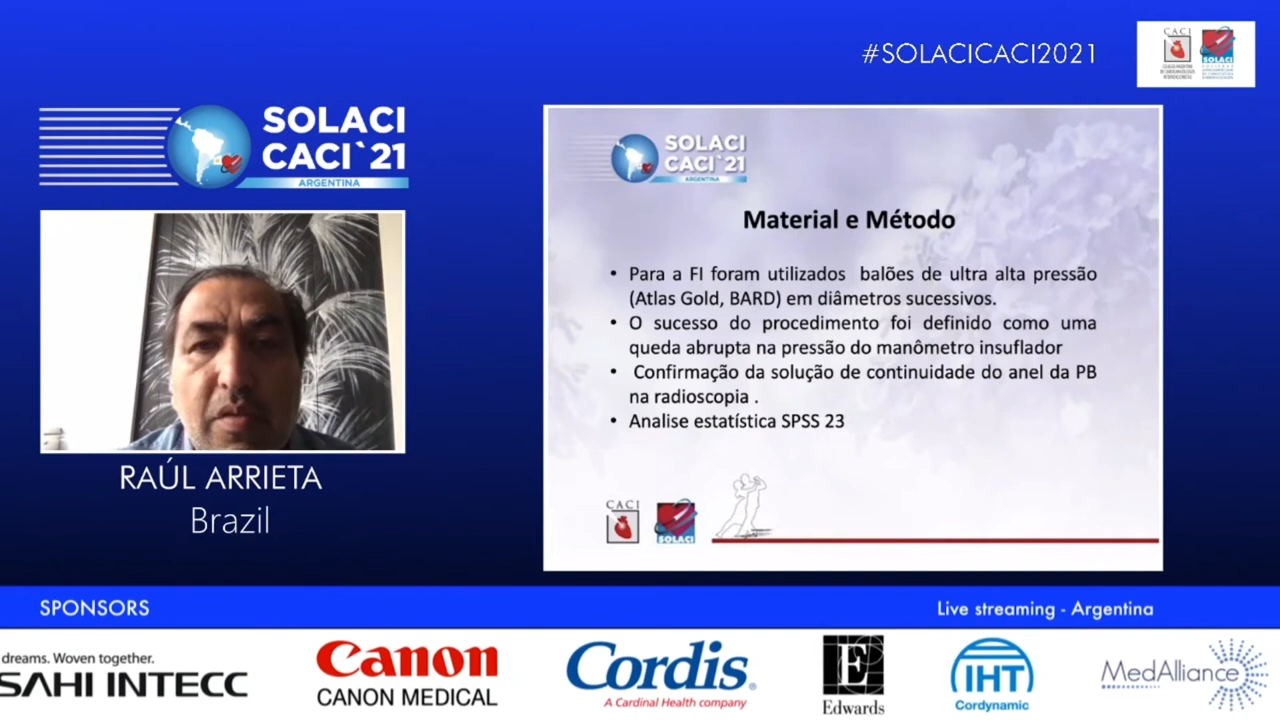 #SOLACICACI2021
CACI
SOLACI
SOLACI
CACI`21
ARGENTINA
SOLACI
CACI`21
ARGENTINA
Material e Método
• Para a FI foram utilizados balões de ultra alta pressão
(Atlas Gold, BARD) em diâmetros sucessivos.
• O sucesso do procedimento foi definido como uma
queda abrupta na pressão do manômetro insuflador
• Confirmação da solução de continuidade do anel da PB
na radioscopia .
• Analise estatística SPSS 23
CACI
SOLACI
RAÚL ARRIETA
Brazil
SPONSORS
Live streaming - Argentina
dreams. Woven together.
SAHI INTECC
Canon
CANON MEDICAL
Cordis®
A Cardinal Health company
E
Edwards
IHT
Cordynamic
MedAlliance